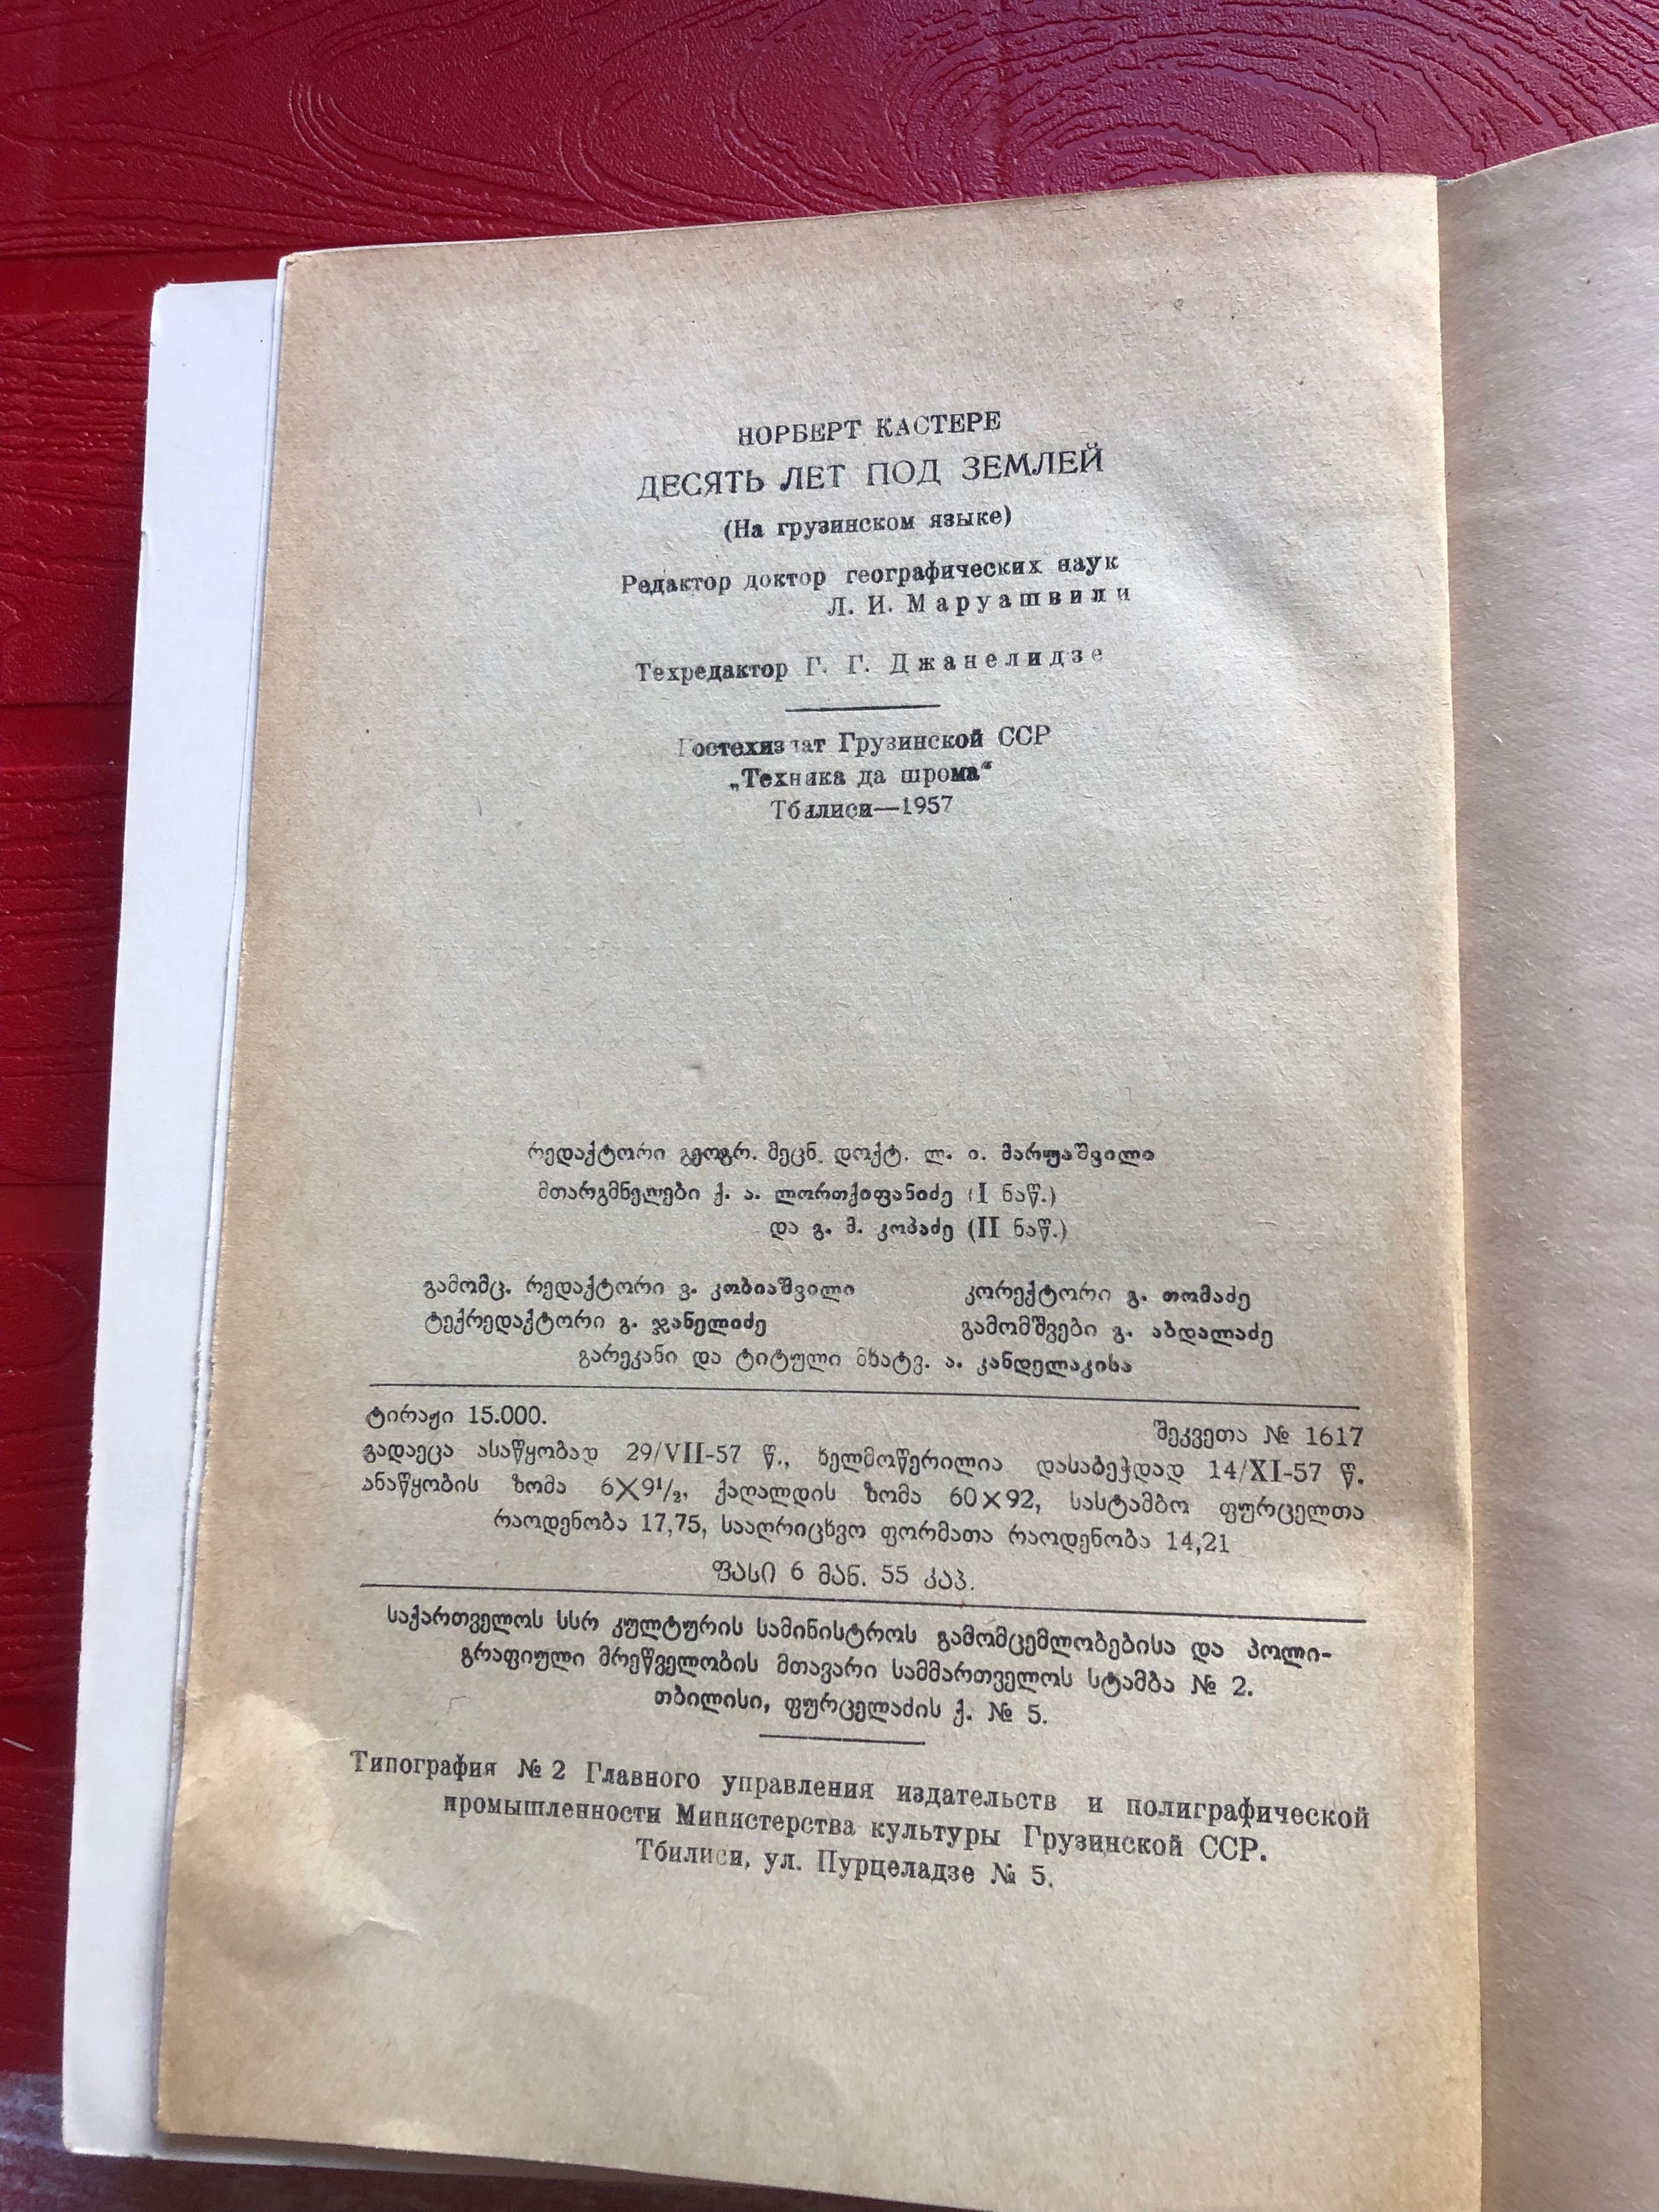 НОРБЕРТ КАСТЕРЕ
ДЕСЯТЬ ЛЕТ ПОД ЗЕМЛЕЙ
(На грузинском языке)
Редактор доктор географических наук
Л. И. Маруашвили
Техредактор Г. Г. Джанелидзе
Гостехиздат Грузинской ССР
„Техника да шрома“
Тбилиси—1957
რედაქტორი გეოგრ. მეცნ. დოქტ. ლ. ი. მარუაშვილი
მთარგმნელები ქ. ა. ლორთქიფანიძე (I ნაწ.)
და გ. მ. კოპაძე (II ნაწ.)
გამომც. რედაქტორი ვ. კობიაშვილი კორექტორი გ. თომაძე
ტექრედაქტორი გ. ჯანელიძე გამომშვები გ. აბდალაძე
გარეკანი და ტიტული მხატვ. ა. კანდელაკისა
ტირაჟი 15.000. შეკვეთა № 1617
გადაეცა ასაწყობად 29/VII-57 წ., ხელმოწერილია დასაბეჭდად 14/XI-57 წ.
ანაწყობის ზომა 6×9¹/₂, ქაღალდის ზომა 60×92, სასტამბო ფურცელთა
რაოდენობა 17,75, სააღრიცხვო ფორმათა რაოდენობა 14,21
ფასი 6 მან. 55 კაპ.
საქართველოს სსრ კულტურის სამინისტროს გამომცემლობებისა და პოლი-
გრაფიული მრეწველობის მთავარი სამმართველოს სტამბა № 2.
თბილისი, ფურცელაძის ქ. № 5.
Типография № 2 Главного управления издательств и полиграфической
промышленности Министерства культуры Грузинской ССР.
Тбилиси, ул. Пурцеладзе № 5.